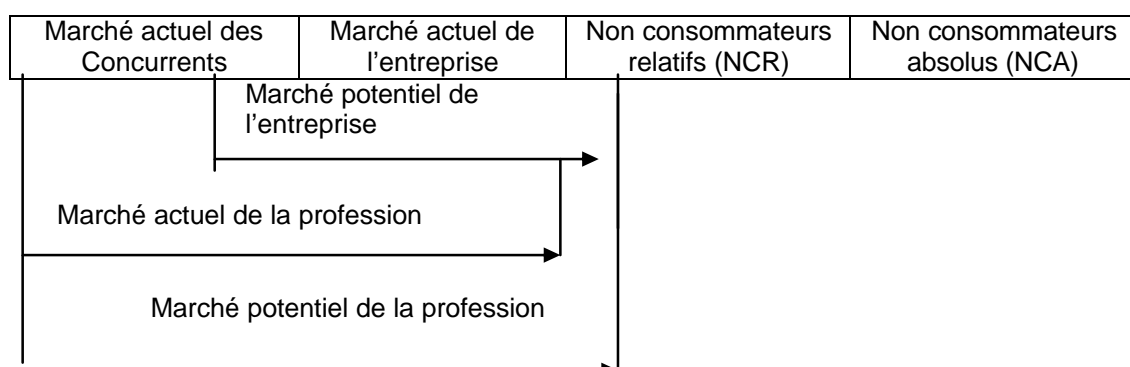 Marché actuel des
Concurrents
Marché actuel de
l’entreprise
Non consommateurs
relatifs (NCR)
Non consommateurs
absolus (NCA)
Marché potentiel de
l’entreprise
Marché actuel de la profession
Marché potentiel de la profession